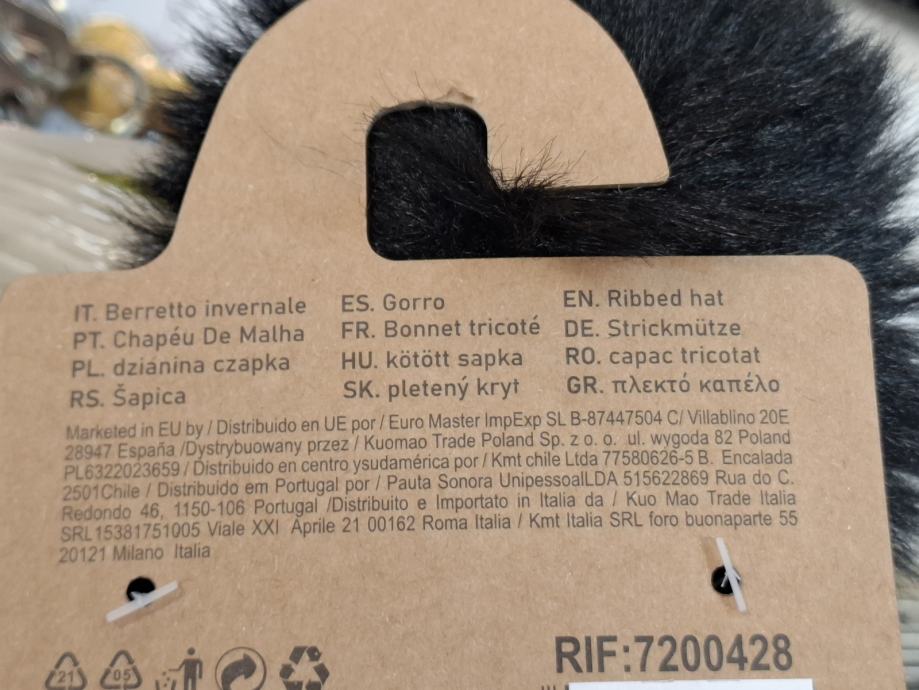 IT. Berretto invernale ES. Gorro EN. Ribbed hat
PT. Chapéu De Malha FR. Bonnet tricoté DE. Strickmütze
PL. dziánina czapka HU. kötött sapka RO. capac tricotat
RS. Šapica SK. pletený kryt GR. πλεκτό καπέλο
Marketed in EU by / Distribuido en UE por / Euro Master ImpExp SL B-87447504 C/ Villablino 20E
28947 España /Dystrybuowany przez / Kuomao Trade Poland Sp. z o. o. ul. wygoda 82 Poland
PL6322023659 / Distribuido en centro ysudamérica por / Kmt chile Ltda 77580626-5 B. Encalada
2501Chile / Distribuido em Portugal por / Pauta Sonora UnipessoalLDA 515622869 Rua do C.
Redondo 46, 1150-106 Portugal /Distribuito e Importato in Italia da / Kuo Mao Trade Italia
SRL15381751005 Viale XXI Aprile 21 00162 Roma Italia / Kmt Italia SRL foro buonaparte 55
20121 Milano Italia
21 05
RIF:7200428